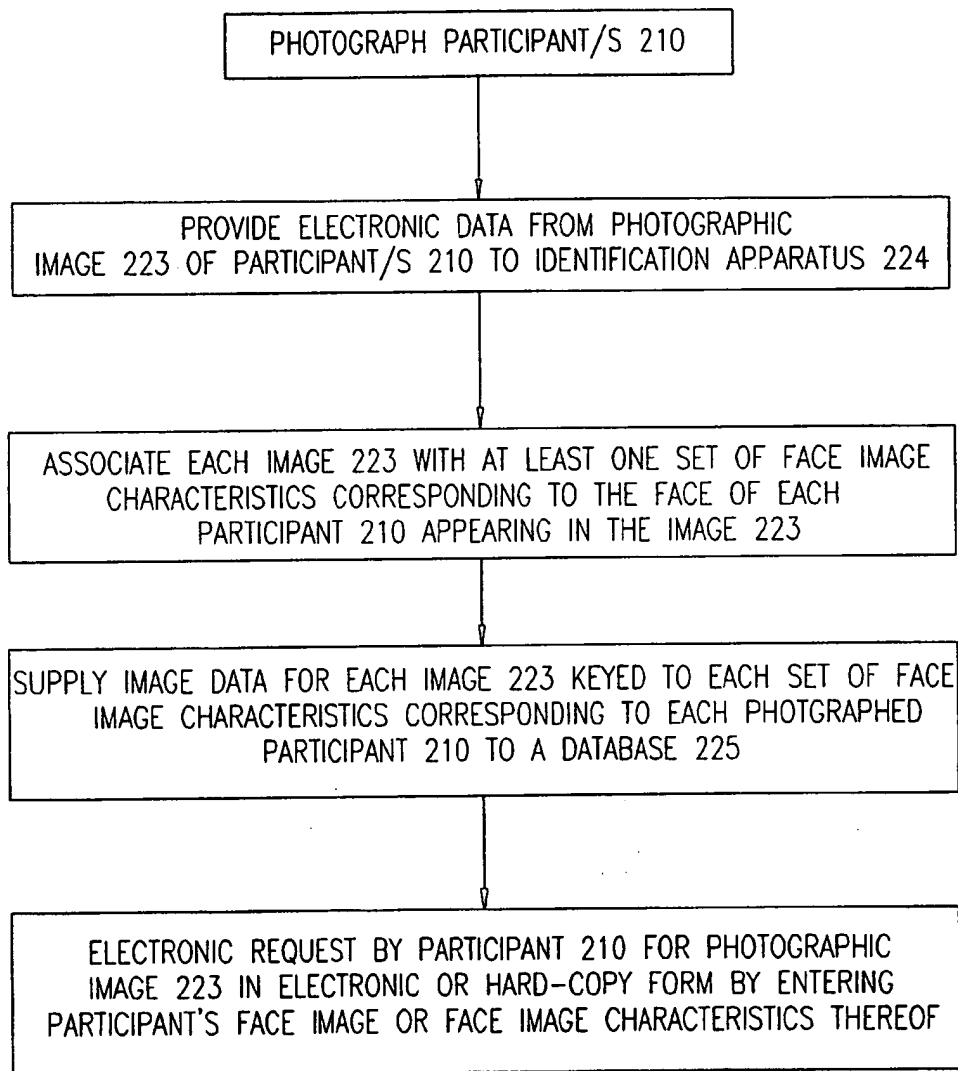 PHOTOGRAPH PARTICIPANT/S 210
PROVIDE ELECTRONIC DATA FROM PHOTOGRAPHIC
IMAGE 223 OF PARTICIPANT/S 210 TO IDENTIFICATION APPARATUS 224
ASSOCIATE EACH IMAGE 223 WITH AT LEAST ONE SET OF FACE IMAGE
CHARACTERISTICS CORRESPONDING TO THE FACE OF EACH
PARTICIPANT 210 APPEARING IN THE IMAGE 223
SUPPLY IMAGE DATA FOR EACH IMAGE 223 KEYED TO EACH SET OF FACE
IMAGE CHARACTERISTICS CORRESPONDING TO EACH PHOTGRAPHED
PARTICIPANT 210 TO A DATABASE 225
ELECTRONIC REQUEST BY PARTICIPANT 210 FOR PHOTOGRAPHIC
IMAGE 223 IN ELECTRONIC OR HARD-COPY FORM BY ENTERING
PARTICIPANT'S FACE IMAGE OR FACE IMAGE CHARACTERISTICS THEREOF